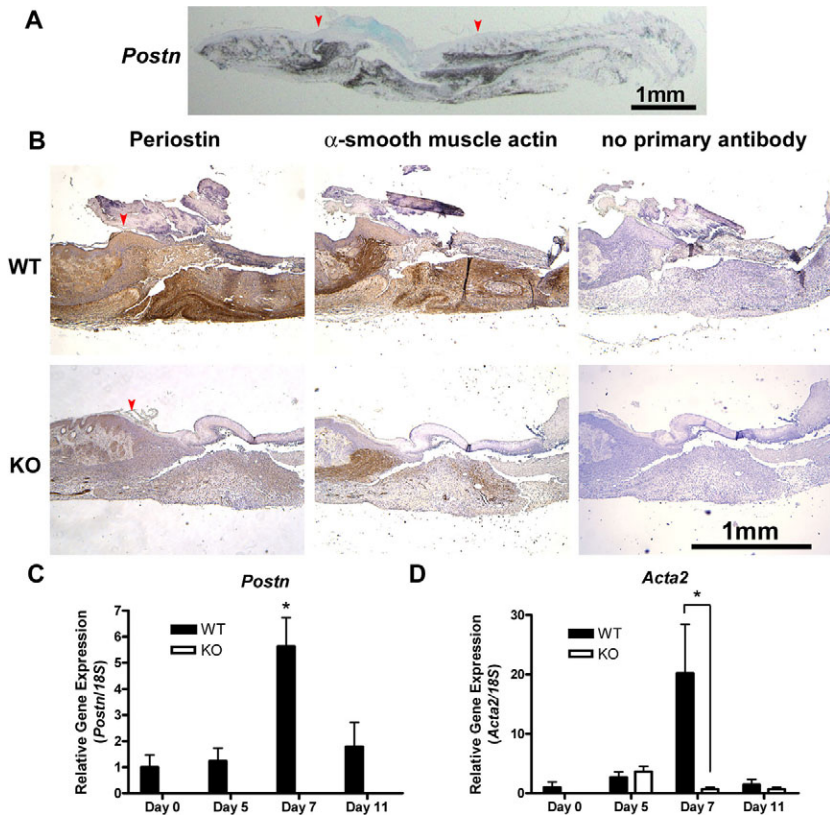 A
Postn
1mm
B
Periostin
α-smooth muscle actin
no primary antibody
WT
KO
1mm
C
Postn
Relative Gene Expression
(Postn/18S)
7
6
5
4
3
2
1
0
WT
KO
*
Day 0
Day 5
Day 7
Day 11
D
Acta2
Relative Gene Expression
(Acta2/18S)
30
20
10
0
WT
KO
*
Day 0
Day 5
Day 7
Day 11